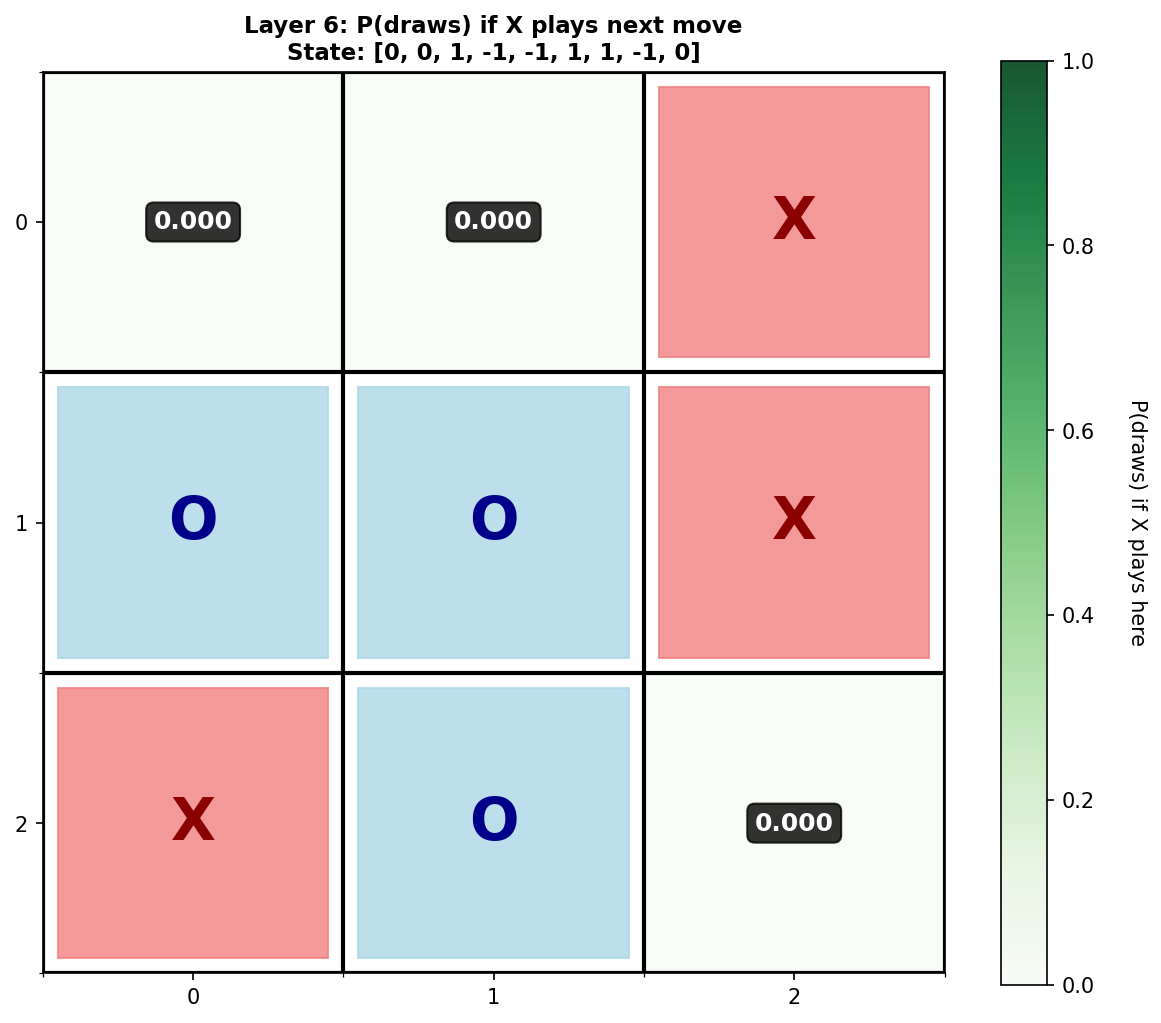 Layer 6: P(draws) if X plays next move
State: [0, 0, 1, -1, -1, 1, 1, -1, 0]
0
0.000
0.000
X
1
O
O
X
2
X
O
0.000
0
1
2
1.0
0.8
0.6
0.4
0.2
0.0
P(draws) if X plays here